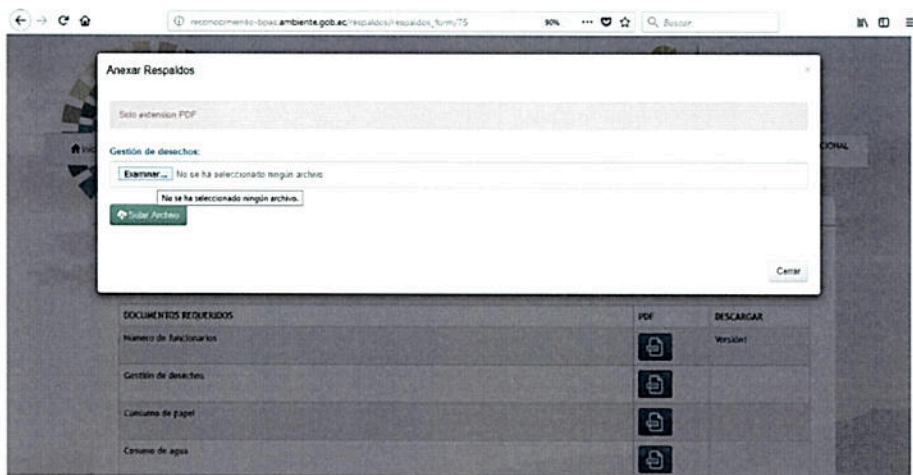 reconocimiento-bpas.ambiente.gob.ec/respaldos/respaldos_form/75
90%
Buscar
Anexar Respaldos
Solo extension PDF
Gestión de desechos:
Examinar... No se ha seleccionado ningún archivo.
No se ha seleccionado ningún archivo.
Subir Archivo
Cerrar
DOCUMENTOS REQUERIDOS PDF DESCARGAR
Numero de funcionarios Versión1
Gestión de desechos
Consumo de papel
Consumo de agua